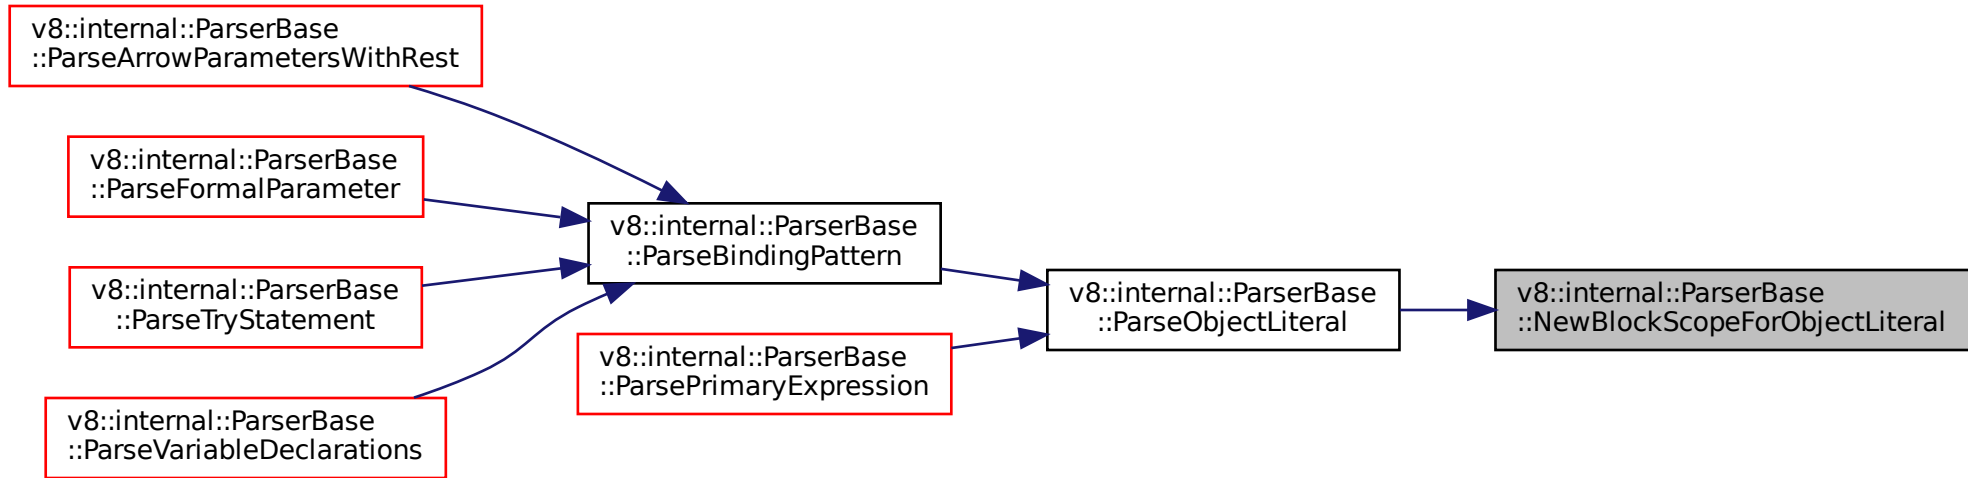 v8::internal::ParserBase
::ParseArrowParametersWithRest
v8::internal::ParserBase
::ParseFormalParameter
v8::internal::ParserBase
::ParseTryStatement
v8::internal::ParserBase
::ParseVariableDeclarations
v8::internal::ParserBase
::ParseBindingPattern
v8::internal::ParserBase
::ParsePrimaryExpression
v8::internal::ParserBase
::ParseObjectLiteral
v8::internal::ParserBase
::NewBlockScopeForObjectLiteral